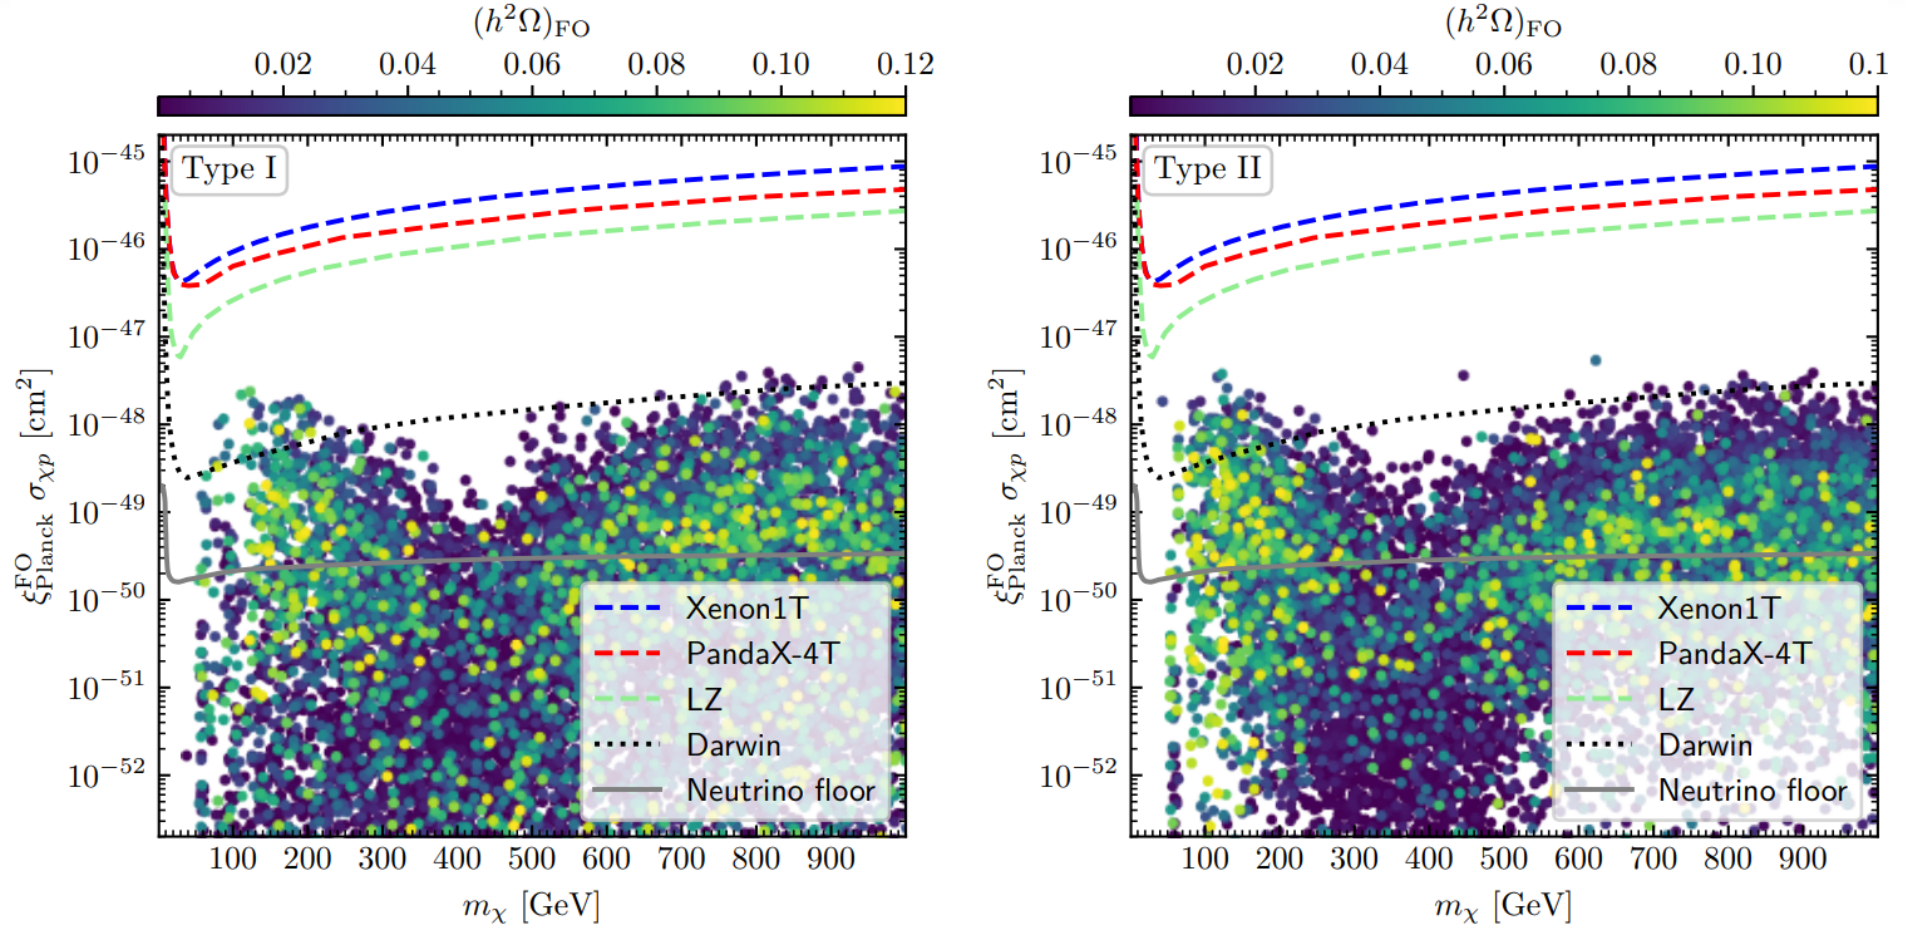 (h²Ω)FO
0.02 0.04 0.06 0.08 0.10 0.12
Type I
10⁻⁴⁵
10⁻⁴⁶
10⁻⁴⁷
10⁻⁴⁸
10⁻⁴⁹
10⁻⁵⁰
10⁻⁵¹
10⁻⁵²
ξ^FO_Planck σχp [cm²]
Xenon1T
PandaX-4T
LZ
Darwin
Neutrino floor
100 200 300 400 500 600 700 800 900
mχ [GeV]
(h²Ω)FO
0.02 0.04 0.06 0.08 0.10 0.1
Type II
10⁻⁴⁵
10⁻⁴⁶
10⁻⁴⁷
10⁻⁴⁸
10⁻⁴⁹
10⁻⁵⁰
10⁻⁵¹
10⁻⁵²
ξ^FO_Planck σχp [cm²]
Xenon1T
PandaX-4T
LZ
Darwin
Neutrino floor
100 200 300 400 500 600 700 800 900
mχ [GeV]